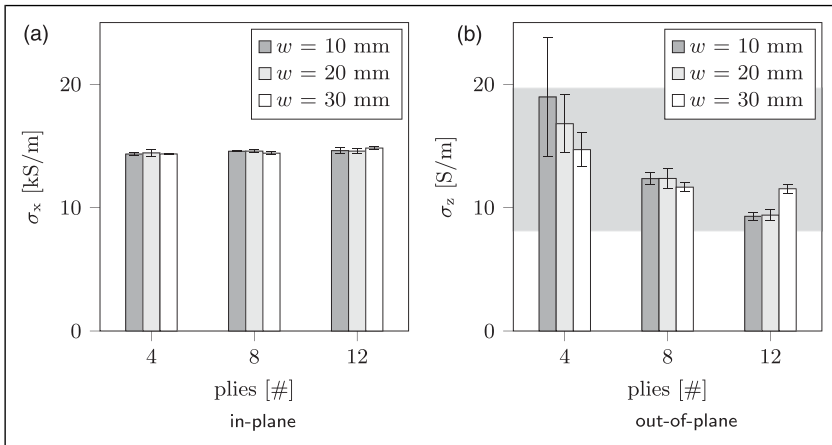 (a)
w = 10 mm
w = 20 mm
w = 30 mm
20
10
0
σx [kS/m]
4 8 12
plies [#]
in-plane
(b)
w = 10 mm
w = 20 mm
w = 30 mm
20
10
0
σz [S/m]
4 8 12
plies [#]
out-of-plane